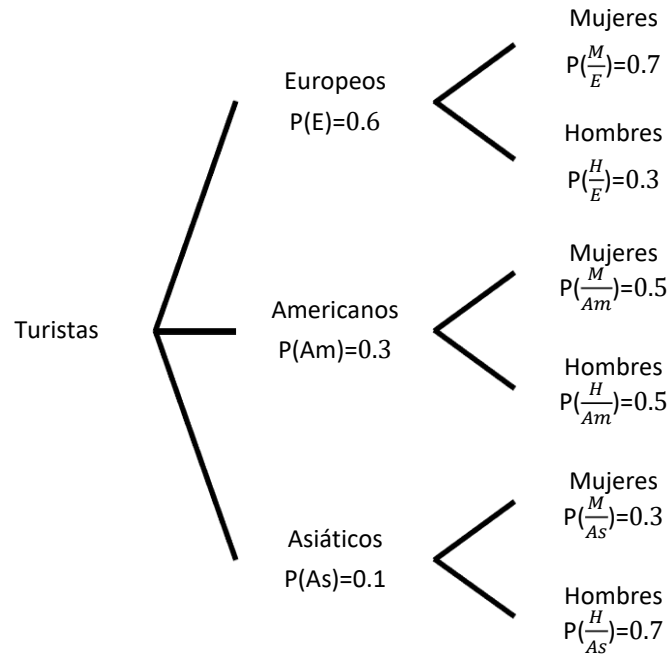 Turistas
Europeos
P(E)=0.6
Mujeres
P(M/E)=0.7
Hombres
P(H/E)=0.3
Americanos
P(Am)=0.3
Mujeres
P(M/Am)=0.5
Hombres
P(H/Am)=0.5
Asiáticos
P(As)=0.1
Mujeres
P(M/As)=0.3
Hombres
P(H/As)=0.7